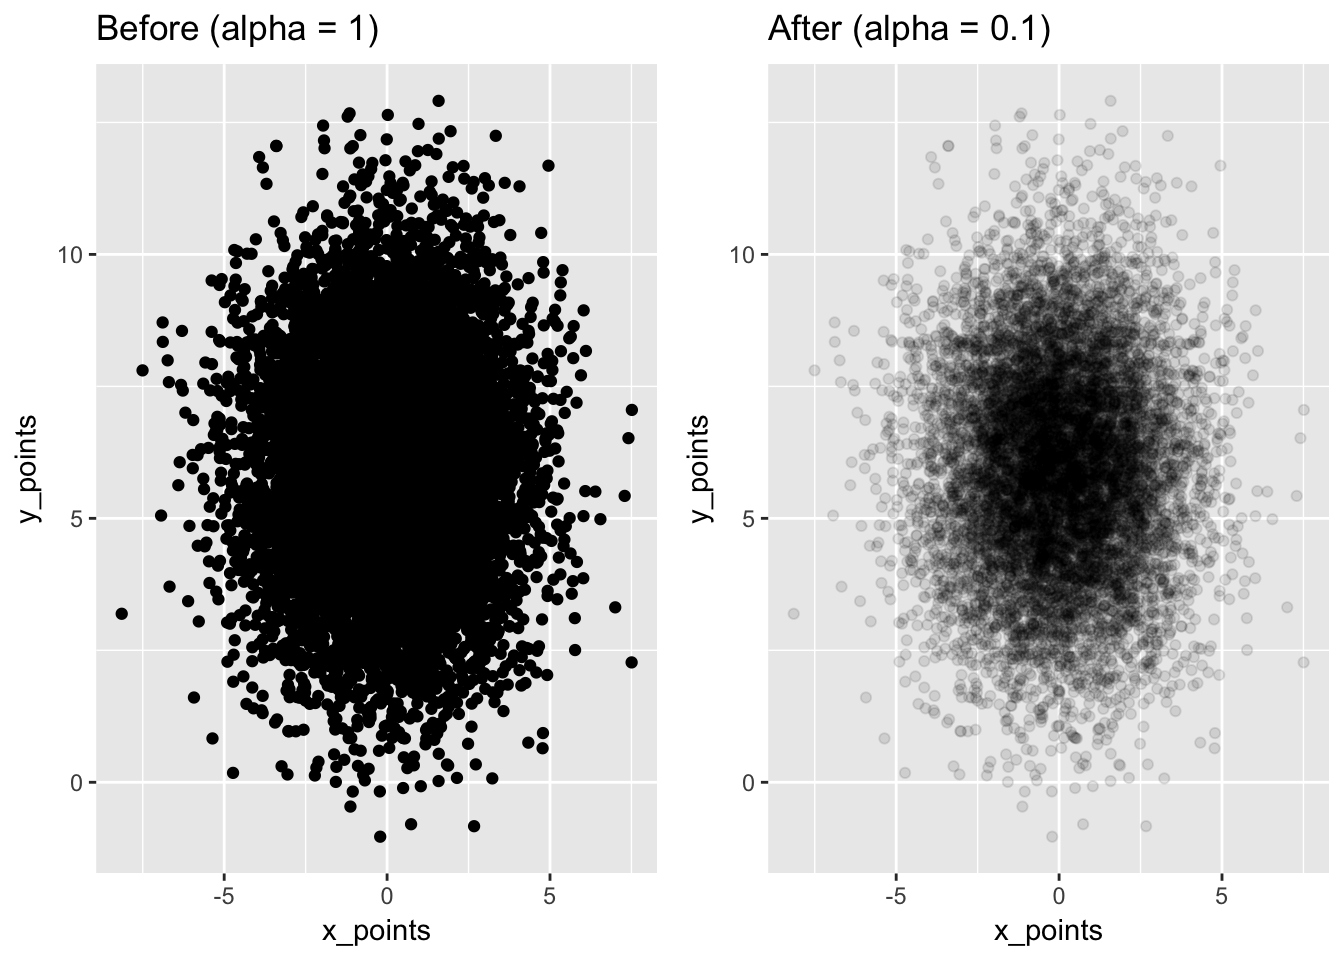 Before (alpha = 1)
10
5
0
y_points
-5
0
5
x_points
After (alpha = 0.1)
10
5
0
y_points
-5
0
5
x_points